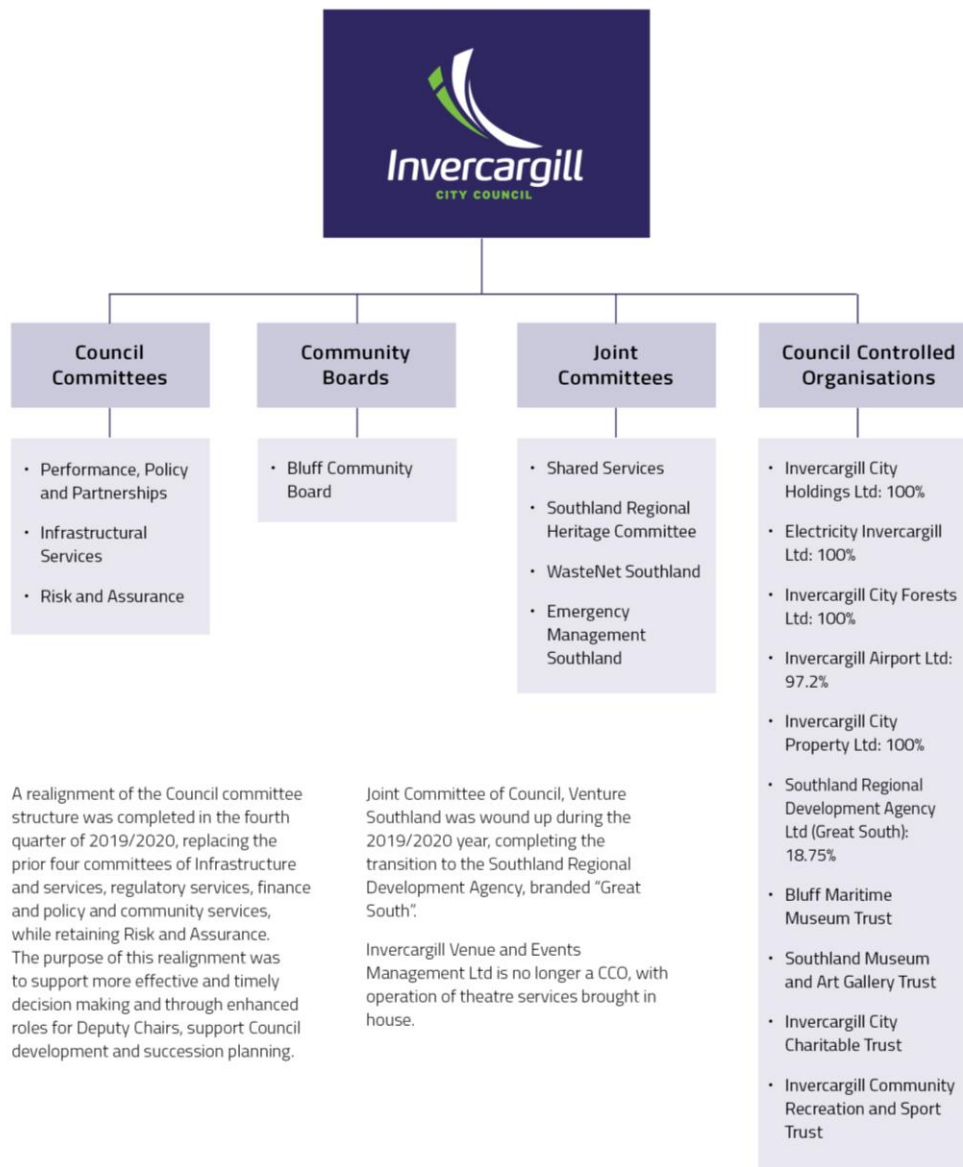 Invercargill
CITY COUNCIL
Council
Committees
• Performance, Policy
and Partnerships
• Infrastructural
Services
• Risk and Assurance
Community
Boards
• Bluff Community
Board
Joint
Committees
• Shared Services
• Southland Regional
Heritage Committee
• WasteNet Southland
• Emergency
Management
Southland
Council Controlled
Organisations
• Invercargill City
Holdings Ltd: 100%
• Electricity Invercargill
Ltd: 100%
• Invercargill City Forests
Ltd: 100%
• Invercargill Airport Ltd:
97.2%
• Invercargill City
Property Ltd: 100%
• Southland Regional
Development Agency
Ltd (Great South):
18.75%
• Bluff Maritime
Museum Trust
• Southland Museum
and Art Gallery Trust
• Invercargill City
Charitable Trust
• Invercargill Community
Recreation and Sport
Trust
A realignment of the Council committee
structure was completed in the fourth
quarter of 2019/2020, replacing the
prior four committees of Infrastructure
and services, regulatory services, finance
and policy and community services,
while retaining Risk and Assurance.
The purpose of this realignment was
to support more effective and timely
decision making and through enhanced
roles for Deputy Chairs, support Council
development and succession planning.
Joint Committee of Council, Venture
Southland was wound up during the
2019/2020 year, completing the
transition to the Southland Regional
Development Agency, branded “Great
South”.
Invercargill Venue and Events
Management Ltd is no longer a CCO, with
operation of theatre services brought in
house.